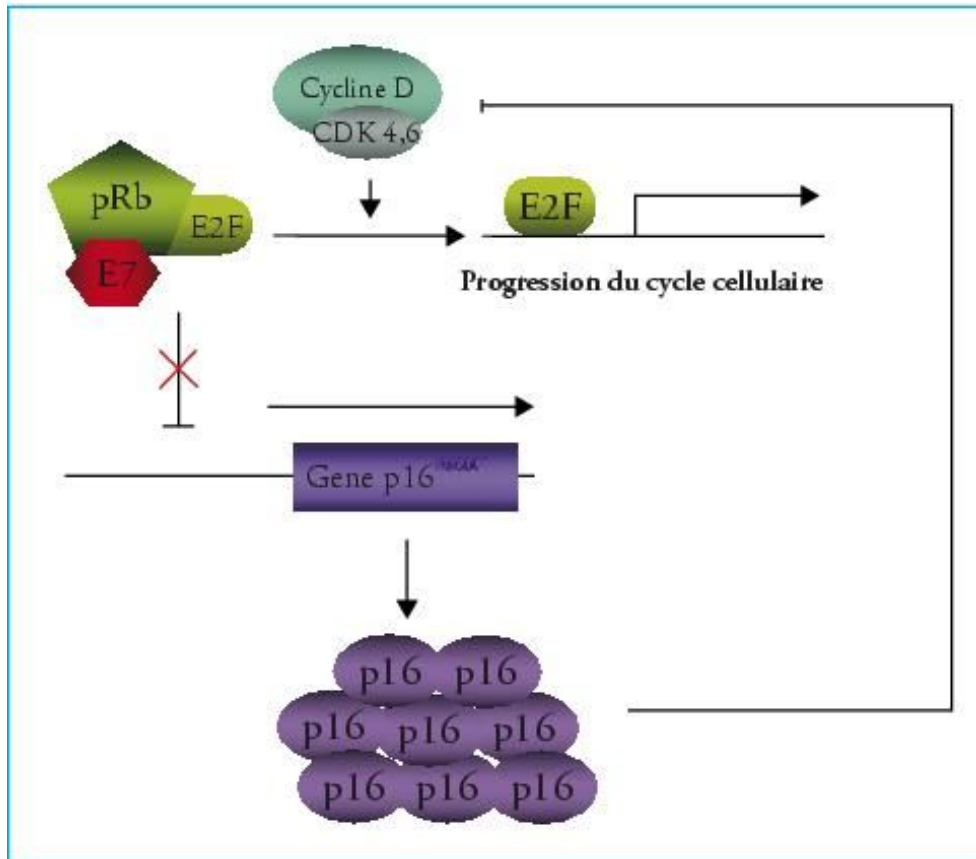 Cycline D
CDK 4,6
pRb
E2F
E2F
E7
Progression du cycle cellulaire
Gene p16
p16 p16
p16 p16 p16
p16 p16 p16